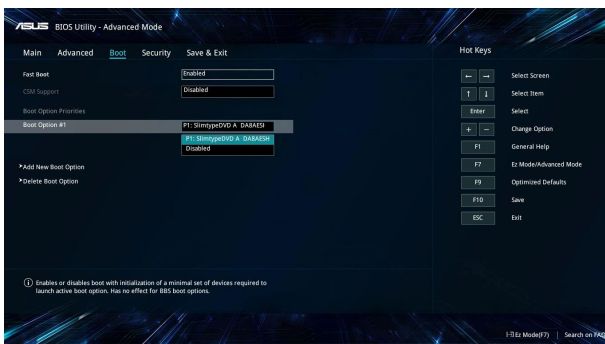 ASUS BIOS Utility - Advanced Mode
Main Advanced Boot Security Save & Exit
Hot Keys
Fast Boot Enabled
CSM Support Disabled
Boot Option Priorities
Boot Option #1 P1: SlimtypeDVD A DA8AESI
P1: SlimtypeDVD A DA8AESH
Disabled
>Add New Boot Option
>Delete Boot Option
← → Select Screen
↑ ↓ Select Item
Enter Select
+ − Change Option
F1 General Help
F7 Ez Mode/Advanced Mode
F9 Optimized Defaults
F10 Save
ESC Exit
Enables or disables boot with initialization of a minimal set of devices required to
launch active boot option. Has no effect for BBS boot options.
Ez Mode(F7) | Search on FAQ